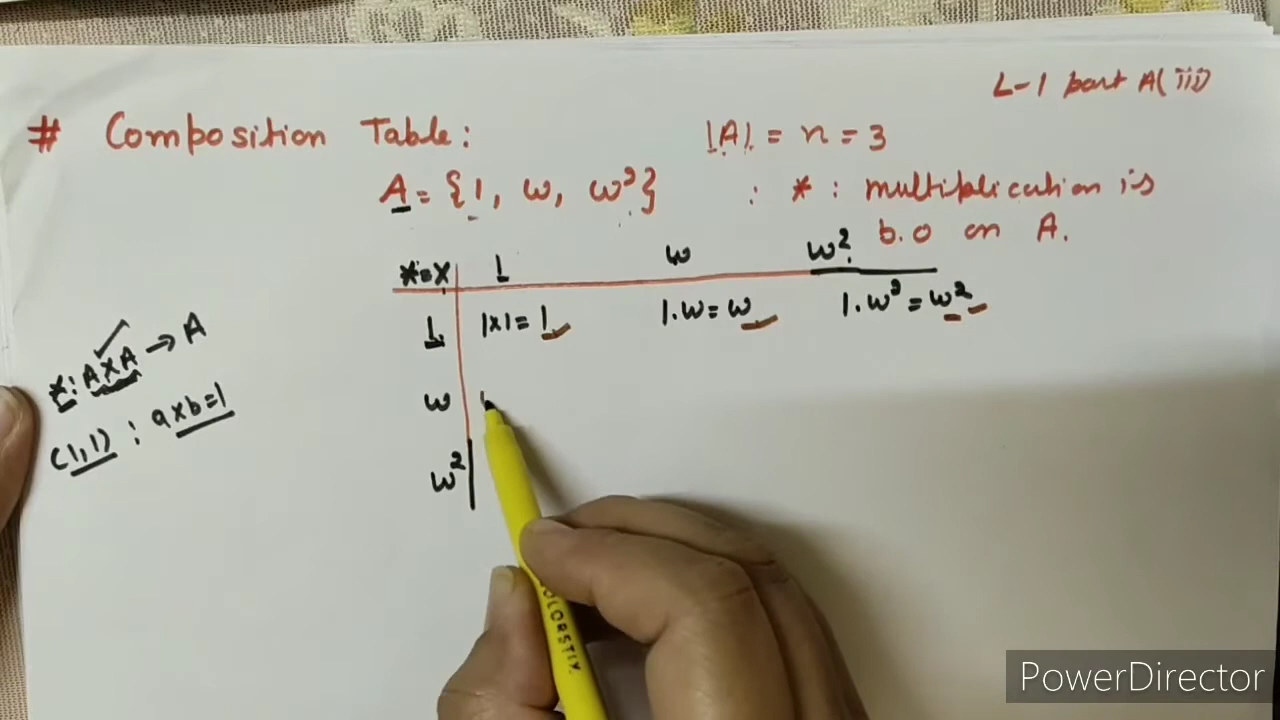 L-1 part A(iii)
# Composition Table: |A| = n = 3
A = {1, ω, ω²} : * : multiplication is
b.o on A.
*=× 1 ω ω²
1 1×1=1 1.ω=ω 1.ω²=ω²
*: A×A → A
ω
(1,1) : a×b=1
ω²
COLORSTIX
PowerDirector